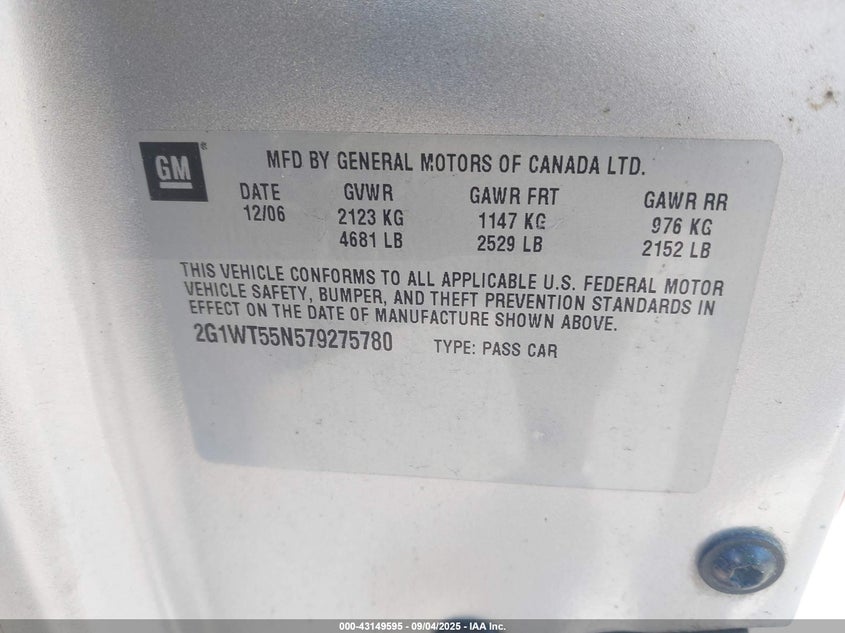 GM®
MFD BY GENERAL MOTORS OF CANADA LTD.
DATE GVWR GAWR FRT GAWR RR
12/06 2123 KG 1147 KG 976 KG
4681 LB 2529 LB 2152 LB
THIS VEHICLE CONFORMS TO ALL APPLICABLE U.S. FEDERAL MOTOR
VEHICLE SAFETY, BUMPER, AND THEFT PREVENTION STANDARDS IN
EFFECT ON THE DATE OF MANUFACTURE SHOWN ABOVE.
2G1WT55N579275780 TYPE: PASS CAR
000-43149595 - 09/04/2025 - IAA Inc.